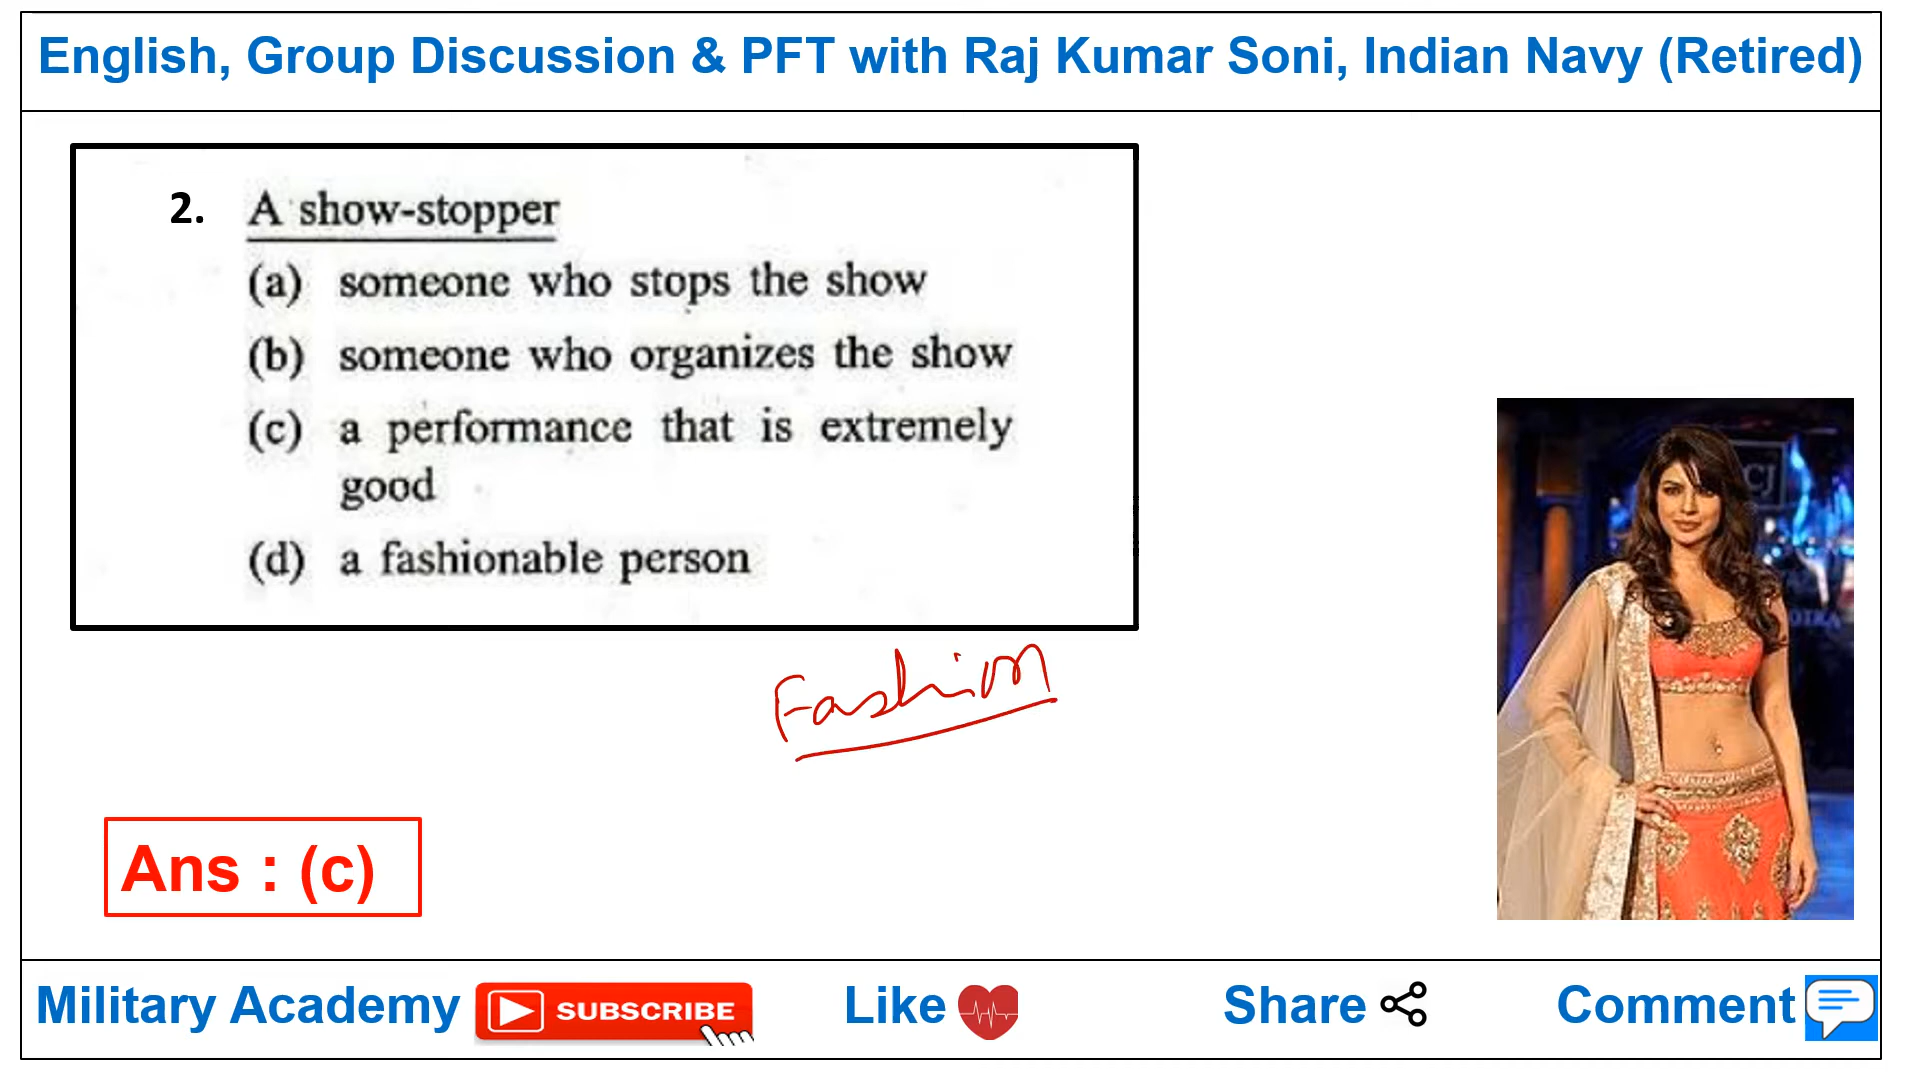 English, Group Discussion & PFT with Raj Kumar Soni, Indian Navy (Retired)
2. A show-stopper
(a) someone who stops the show
(b) someone who organizes the show
(c) a performance that is extremely
good
(d) a fashionable person
CJ
Fashion
Ans : (c)
Military Academy SUBSCRIBE Like Share Comment